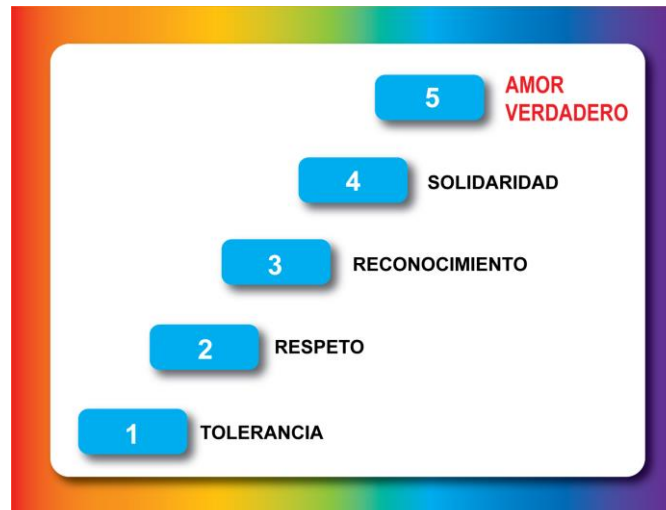 5 AMOR
VERDADERO
4 SOLIDARIDAD
3 RECONOCIMIENTO
2 RESPETO
1 TOLERANCIA